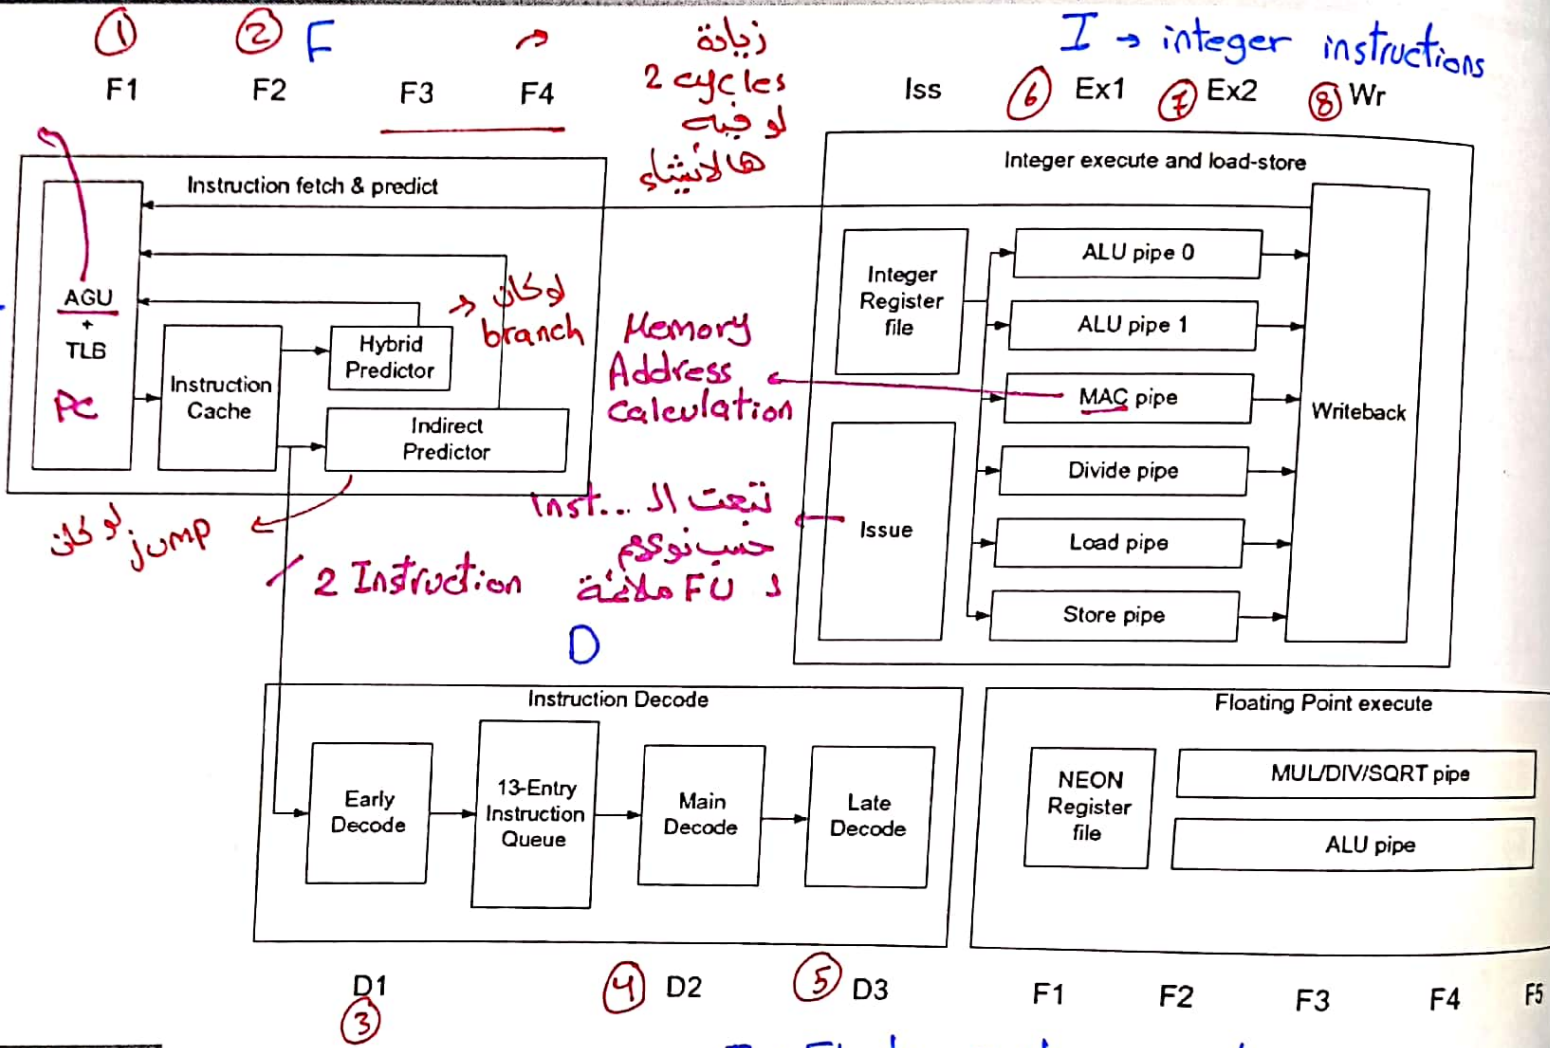 ① ② F
زيادة
I → integer instructions
F1 F2 F3 F4
2 cycles
Iss ⑥ Ex1 ⑦ Ex2 ⑧ Wr
لو فيه
هالأشياء
Instruction fetch & predict
Integer execute and load-store
AGU
+
TLB
PC
Instruction
Cache
Hybrid
Predictor
لو كان
branch
Indirect
Predictor
لو كان jump
2 Instruction
Memory
Address
Calculation
Inst... تبعت الـ
حسب نوعهم
لـ FU ملائمة
Integer
Register
file
Issue
ALU pipe 0
ALU pipe 1
MAC pipe
Divide pipe
Load pipe
Store pipe
Writeback
D
Instruction Decode
Early
Decode
13-Entry
Instruction
Queue
Main
Decode
Late
Decode
Floating Point execute
NEON
Register
file
MUL/DIV/SQRT pipe
ALU pipe
D1 ④ D2 ⑤ D3
③
F1 F2 F3 F4 F5